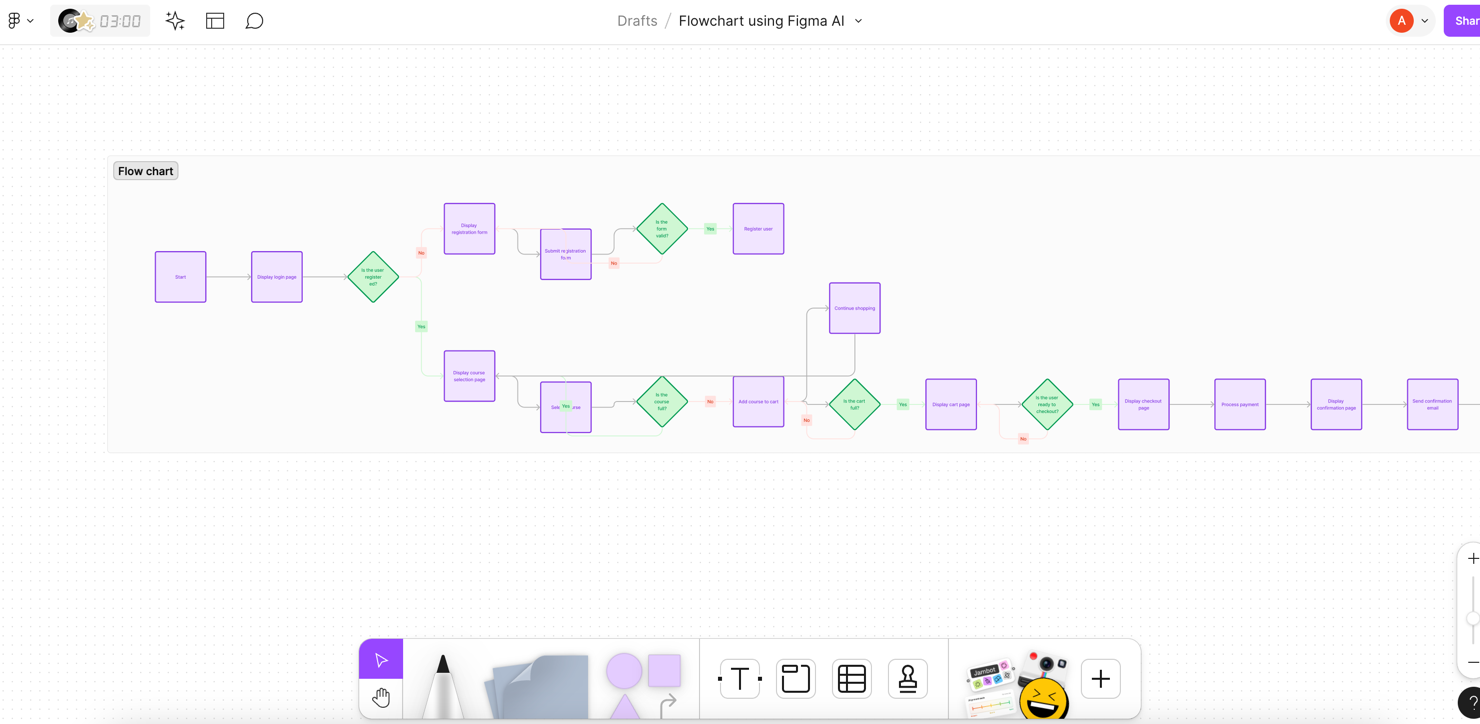 03:00
Drafts / Flowchart using Figma AI
A
Shar
Flow chart
Start
Display login page
Is the user
register
ed?
No
Yes
Display
registration form
Submit registration
form
No
Is the
form
valid?
Yes
Register user
Display course
selection page
Yes
Is the
course
full?
No
Add course to cart
Continue shopping
No
Is the cart
full?
Yes
Display cart page
No
Is the user
ready to
checkout?
Yes
Display checkout
page
Process payment
Display
confirmation page
Send confirmation
email
T
Jambot
?